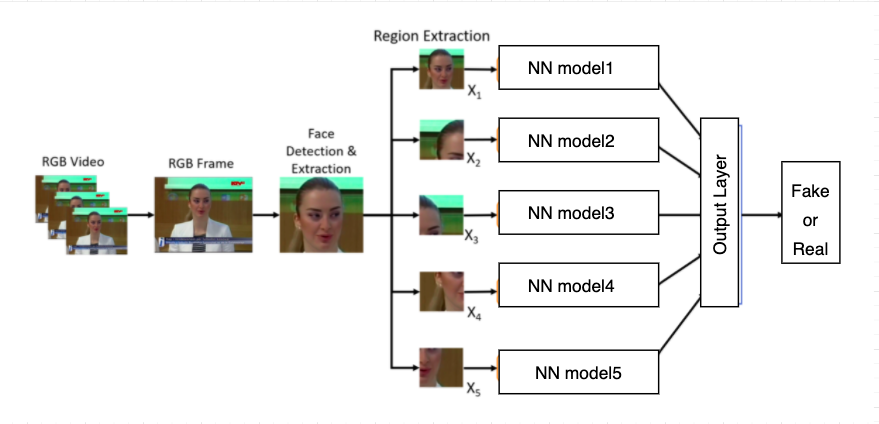 Region Extraction
NN model1
X1
Face
Detection &
Extraction
NN model2
X2
RGB Video
RGB Frame
NN model3
X3
Output Layer
Fake
or
Real
NN model4
X4
NN model5
X5